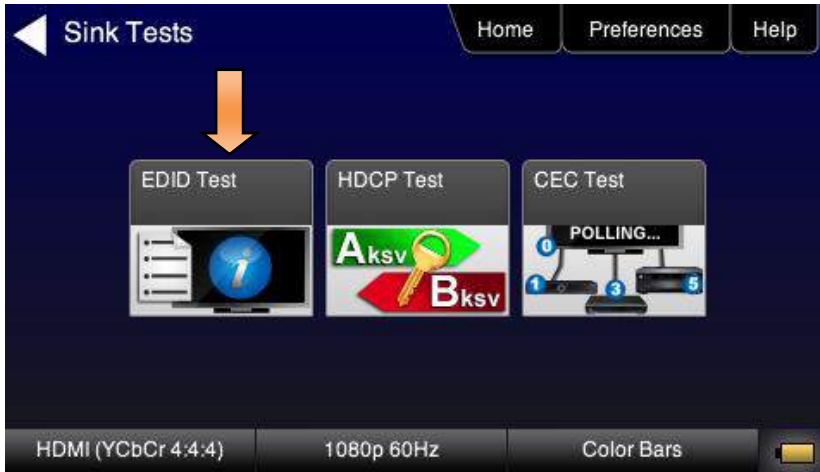 Sink Tests
Home
Preferences
Help
EDID Test
HDCP Test
CEC Test
i
Aksv
Bksv
POLLING...
0
1
3
5
HDMI (YCbCr 4:4:4)
1080p 60Hz
Color Bars